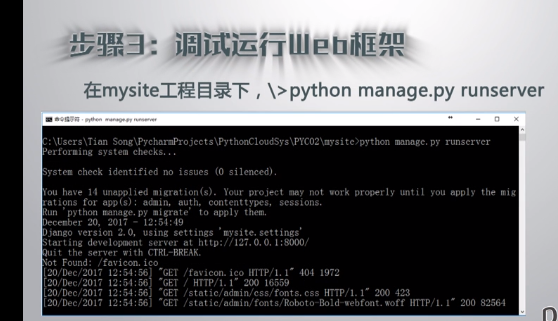 步骤3：调试运行Web框架
在mysite工程目录下，\>python manage.py runserver
命令提示符 - python manage.py runserver
C:\Users\Tian Song\PycharmProjects\PythonCloudSys\PYC02\mysite>python manage.py runserver
Performing system checks...
System check identified no issues (0 silenced).
You have 14 unapplied migration(s). Your project may not work properly until you apply the mig
rations for app(s): admin, auth, contenttypes, sessions.
Run 'python manage.py migrate' to apply them.
December 20, 2017 - 12:54:49
Django version 2.0, using settings 'mysite.settings'
Starting development server at http://127.0.0.1:8000/
Quit the server with CTRL-BREAK.
Not Found: /favicon.ico
[20/Dec/2017 12:54:56] "GET /favicon.ico HTTP/1.1" 404 1972
[20/Dec/2017 12:54:56] "GET / HTTP/1.1" 200 16559
[20/Dec/2017 12:54:56] "GET /static/admin/css/fonts.css HTTP/1.1" 200 423
[20/Dec/2017 12:54:56] "GET /static/admin/fonts/Roboto-Bold-webfont.woff HTTP/1.1" 200 82564